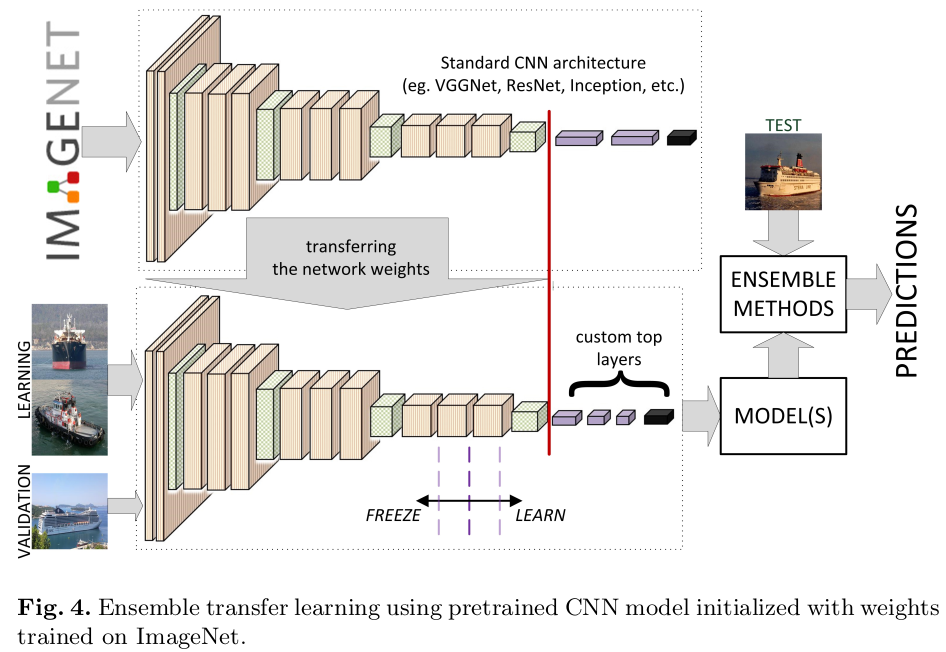 IMAGENET
Standard CNN architecture
(eg. VGGNet, ResNet, Inception, etc.)
TEST
transferring
the network weights
ENSEMBLE
METHODS
PREDICTIONS
LEARNING
custom top
layers
MODEL(S)
VALIDATION
FREEZE
LEARN
Fig. 4. Ensemble transfer learning using pretrained CNN model initialized with weights
trained on ImageNet.